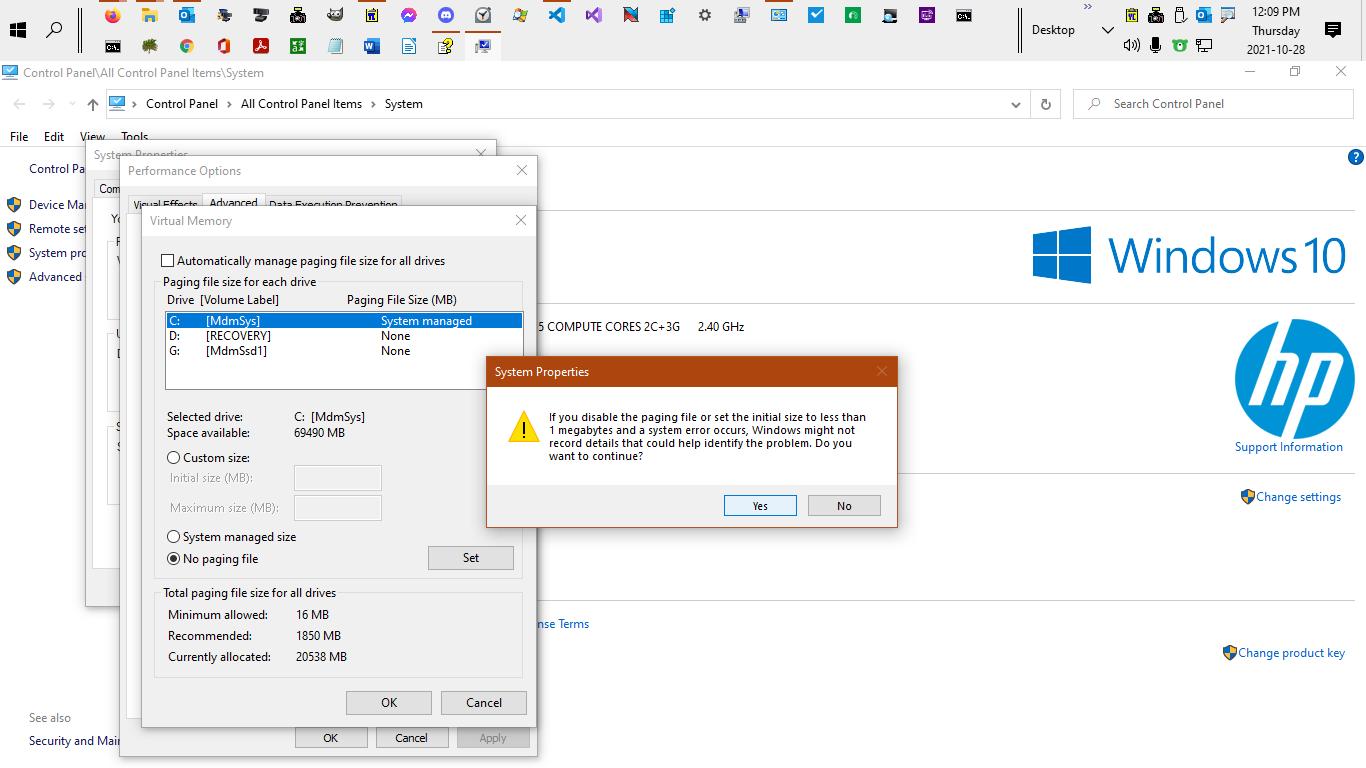 12:09 PM
Desktop
Thursday
2021-10-28
Control Panel\All Control Panel Items\System
Control Panel > All Control Panel Items > System
Search Control Panel
File Edit View Tools
System Properties
Control Pa
Performance Options
Com
Visual Effects Advanced Data Execution Prevention
Device Mar
Remote set
System pro
Advanced
Virtual Memory
Automatically manage paging file size for all drives
Paging file size for each drive
Drive [Volume Label] Paging File Size (MB)
C: [MdmSys] System managed
D: [RECOVERY] None
G: [MdmSsd1] None
Selected drive: C: [MdmSys]
Space available: 69490 MB
Custom size:
Initial size (MB):
Maximum size (MB):
System managed size
No paging file
Set
Total paging file size for all drives
Minimum allowed: 16 MB
Recommended: 1850 MB
Currently allocated: 20538 MB
OK Cancel
OK Cancel Apply
System Properties
If you disable the paging file or set the initial size to less than
1 megabytes and a system error occurs, Windows might not
record details that could help identify the problem. Do you
want to continue?
Yes No
Windows 10
5 COMPUTE CORES 2C+3G 2.40 GHz
hp
Support Information
Change settings
nse Terms
Change product key
See also
Security and Mai